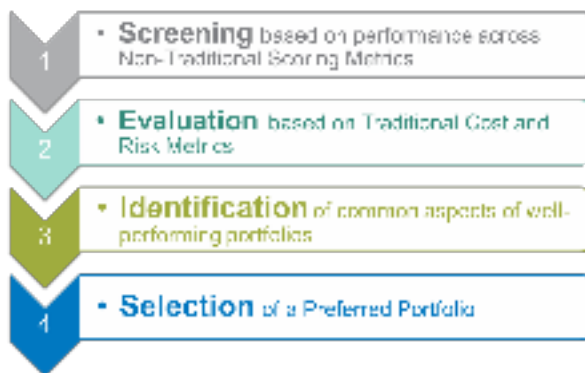 1
• Screening based on performance across
Non-Traditional Scoring Metrics
2
• Evaluation based on Traditional Cost and
Risk Metrics
3
• Identification of common aspects of well-
performing portfolios
4
• Selection of a Preferred Portfolio